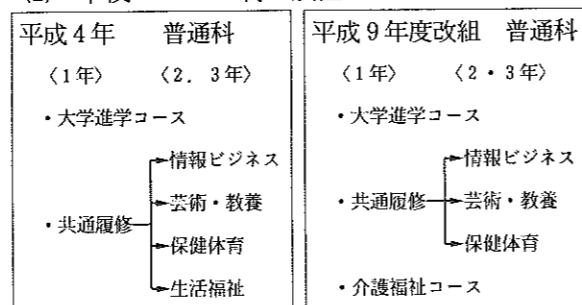 平成4年 普通科
〈1年〉 〈2．3年〉
・大学進学コース
情報ビジネス
芸術・教養
・共通履修
保健体育
生活福祉
平成9年度改組 普通科
〈1年〉 〈2・3年〉
・大学進学コース
情報ビジネス
・共通履修 芸術・教養
保健体育
・介護福祉コース